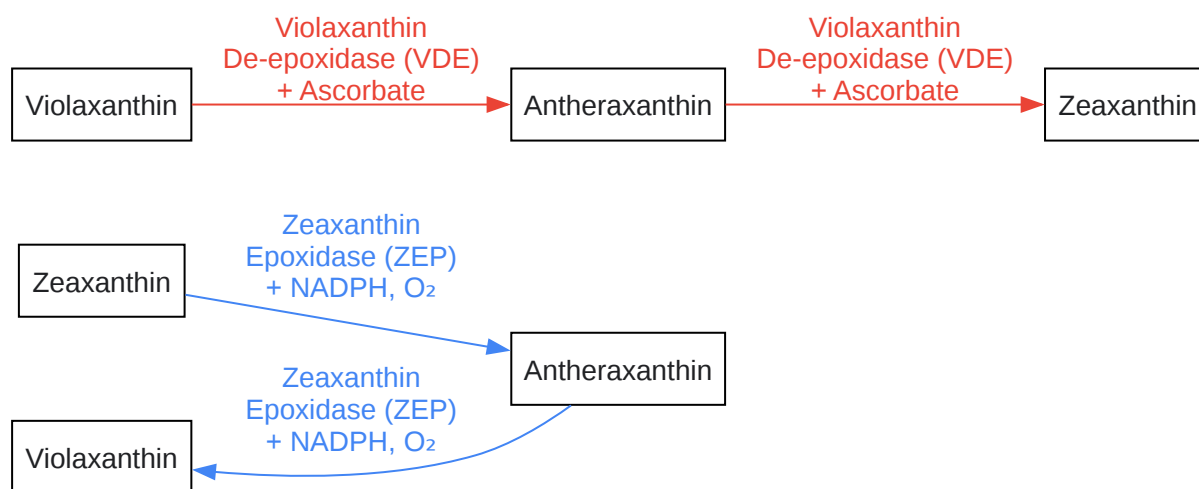 Violaxanthin
De-epoxidase (VDE)
+ Ascorbate
Violaxanthin
De-epoxidase (VDE)
+ Ascorbate
Violaxanthin
Antheraxanthin
Zeaxanthin
Zeaxanthin
Epoxidase (ZEP)
+ NADPH, O₂
Zeaxanthin
Antheraxanthin
Zeaxanthin
Epoxidase (ZEP)
+ NADPH, O₂
Violaxanthin